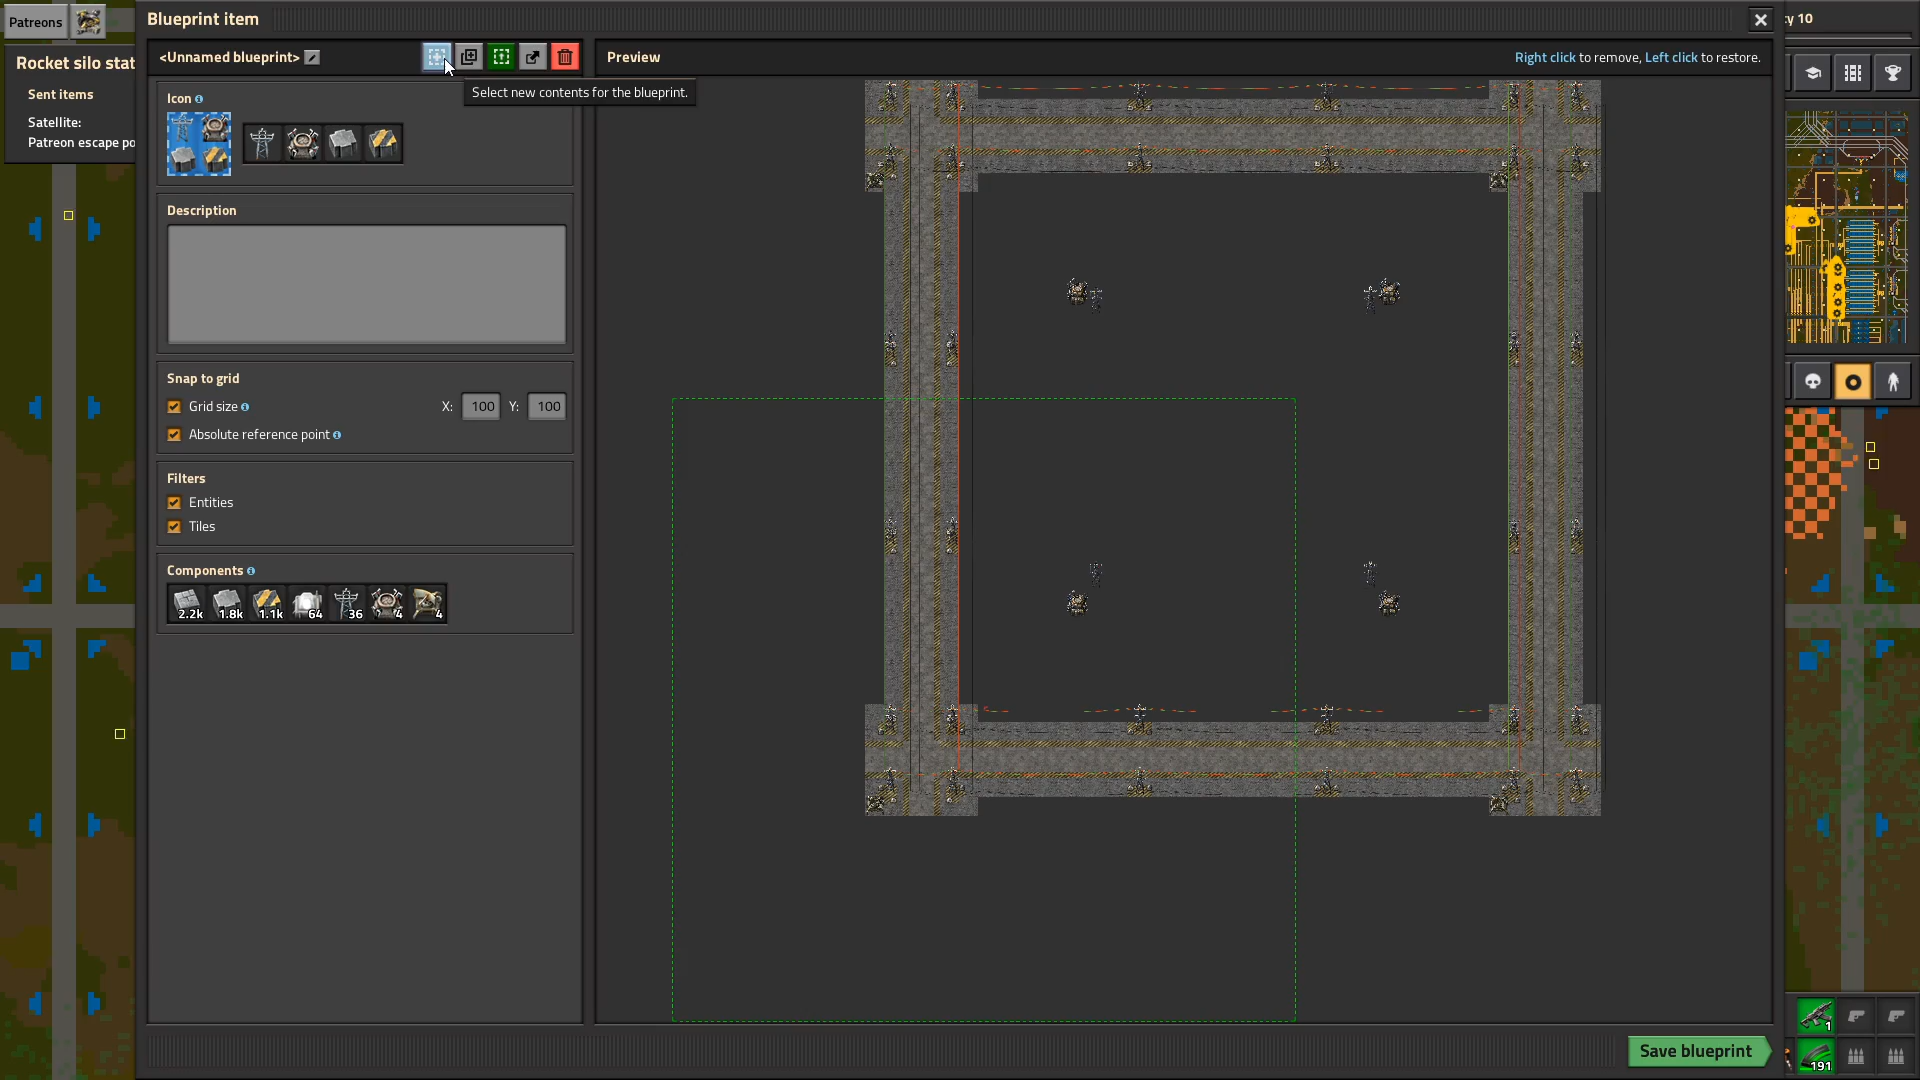 Patreons
Blueprint item
y 10
Rocket silo stat
Sent items
Satellite:
Patreon escape po
<Unnamed blueprint>
Select new contents for the blueprint.
Preview
Right click to remove, Left click to restore.
Icon
Description
Snap to grid
Grid size
X: 100 Y: 100
Absolute reference point
Filters
Entities
Tiles
Components
2.2k 1.8k 1.1k 64 36 4 4
Save blueprint
1
191